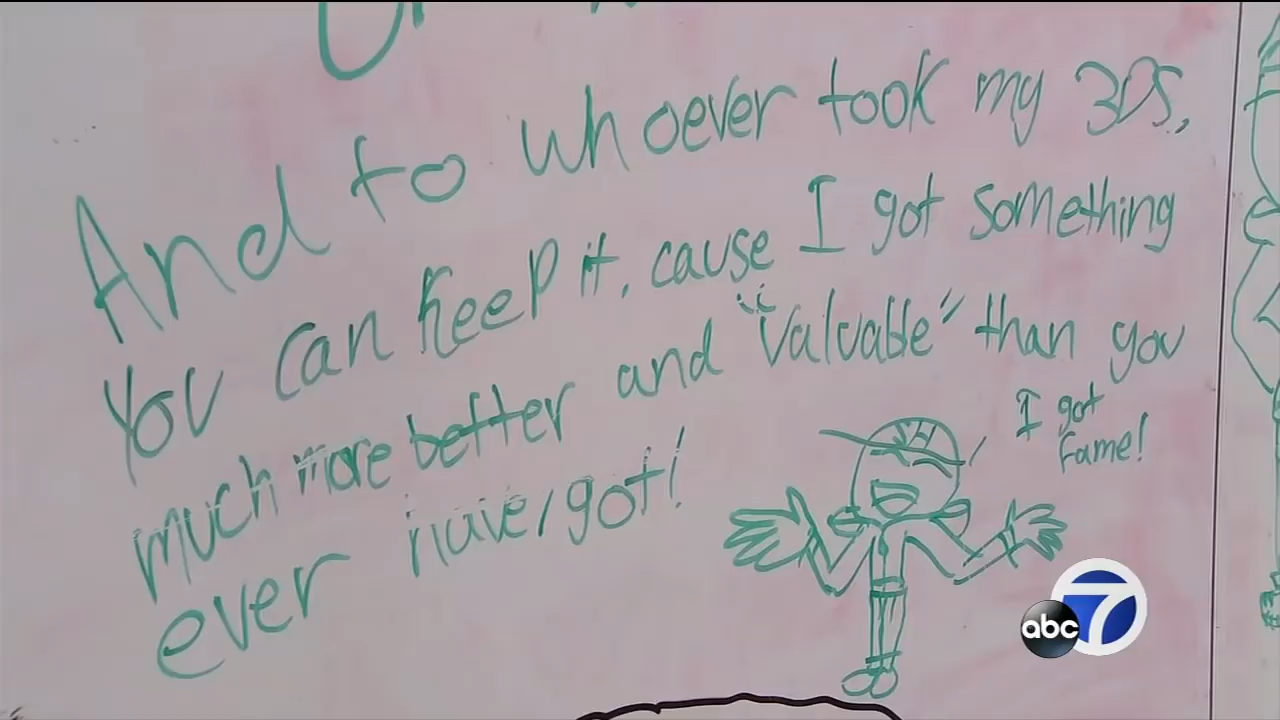 And to whoever took my 3DS,
You can keep it, cause I got something
much more better and "Valuable" than you
ever have/got!
I got
Fame!
abc 7